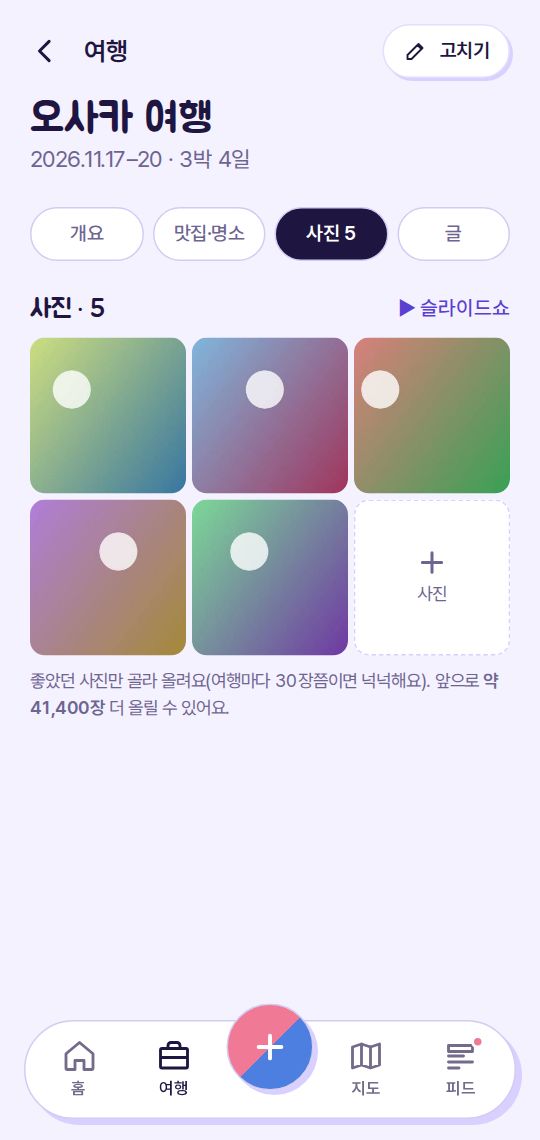 여행
고치기
오사카 여행
2026.11.17–20 · 3박 4일
개요
맛집·명소
사진 5
글
사진 · 5
▶ 슬라이드쇼
사진
좋았던 사진만 골라 올려요(여행마다 30장쯤이면 넉넉해요). 앞으로 약
41,400장 더 올릴 수 있어요.
홈
여행
지도
피드